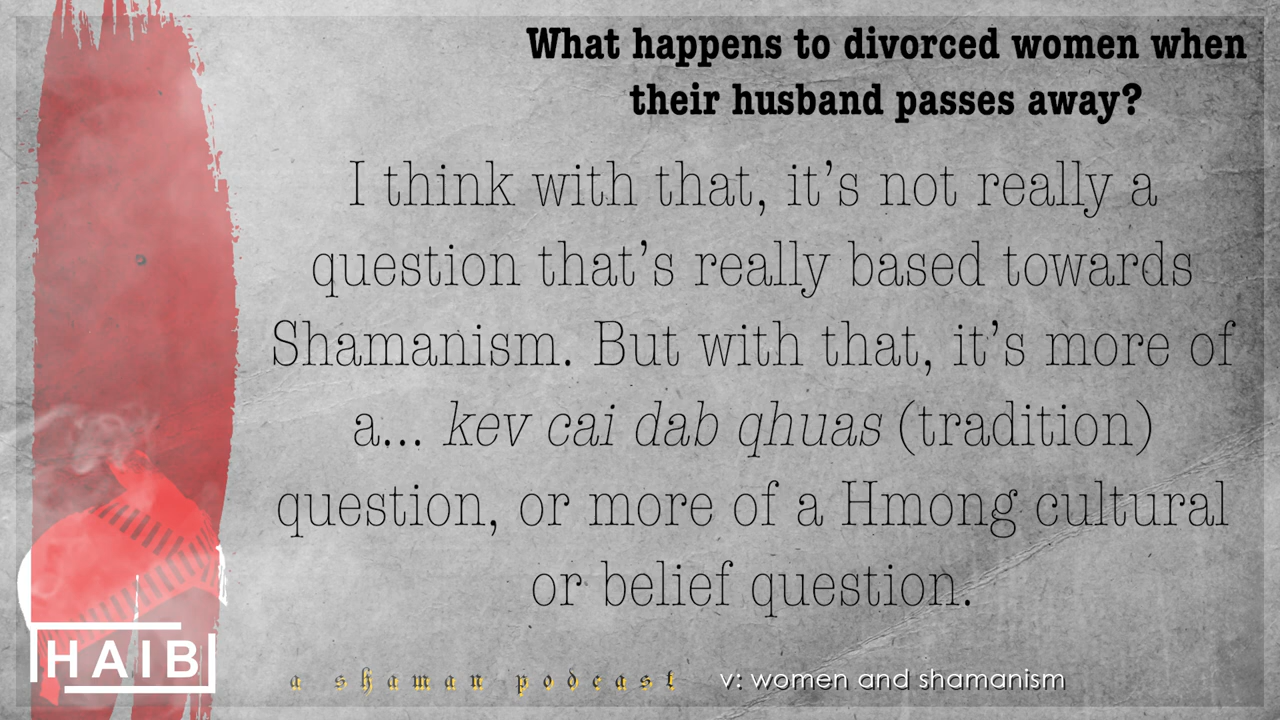 What happens to divorced women when
their husband passes away?
I think with that, it’s not really a
question that’s really based towards
Shamanism. But with that, it’s more of
a... kev cai dab qhuas (tradition)
question, or more of a Hmong cultural
or belief question.
HAIB
a shaman podcast
v: women and shamanism